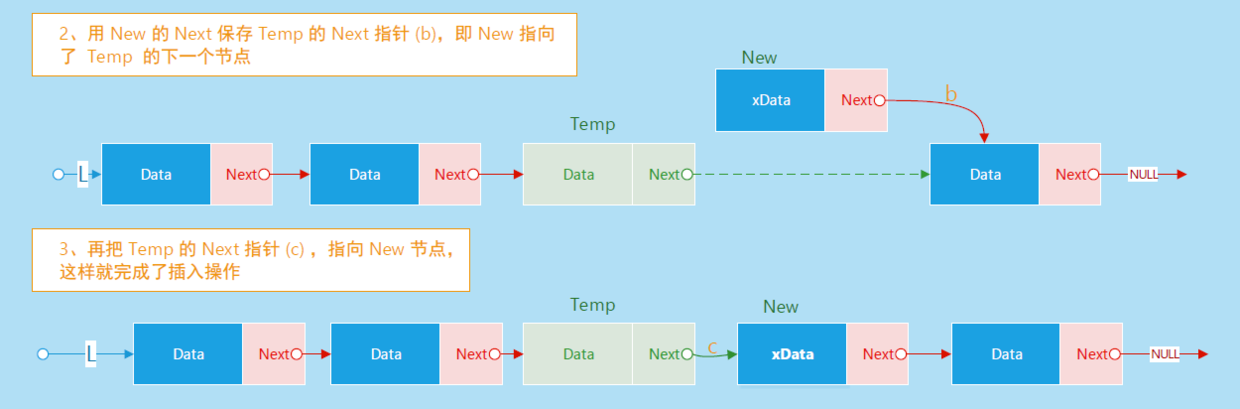 2、用 New 的 Next 保存 Temp 的 Next 指针 (b)，即 New 指向
了 Temp 的下一个节点
New
xData Next b
Temp
L Data Next Data Next Data Next Data Next NULL
3、再把 Temp 的 Next 指针 (c) ，指向 New 节点，
这样就完成了插入操作
Temp New
L Data Next Data Next Data Next c xData Next Data Next NULL